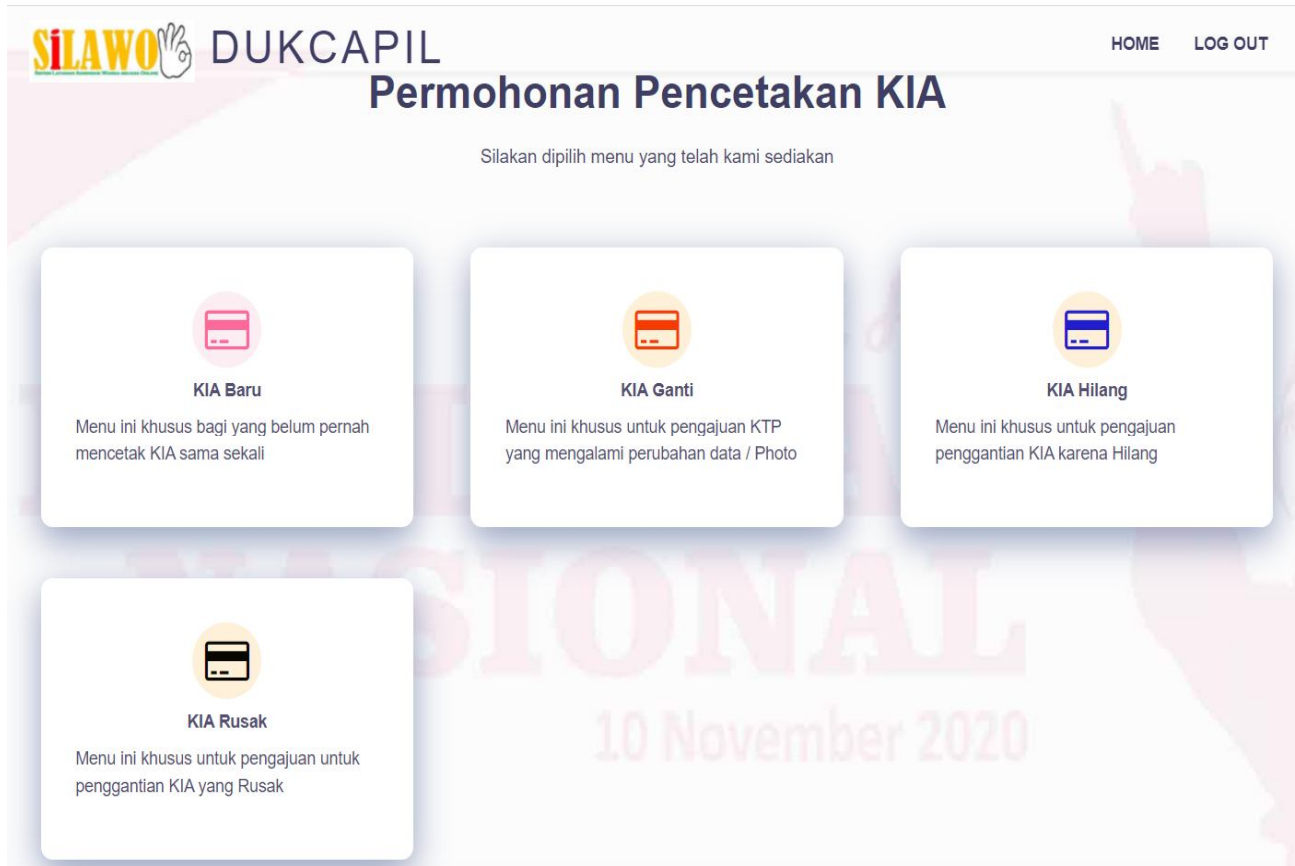 SiLAWO DUKCAPIL
HOME LOG OUT
Permohonan Pencetakan KIA
Silakan dipilih menu yang telah kami sediakan
KIA Baru
Menu ini khusus bagi yang belum pernah
mencetak KIA sama sekali
KIA Ganti
Menu ini khusus untuk pengajuan KTP
yang mengalami perubahan data / Photo
KIA Hilang
Menu ini khusus untuk pengajuan
penggantian KIA karena Hilang
KIA Rusak
Menu ini khusus untuk pengajuan untuk
penggantian KIA yang Rusak
NASIONAL
10 November 2020